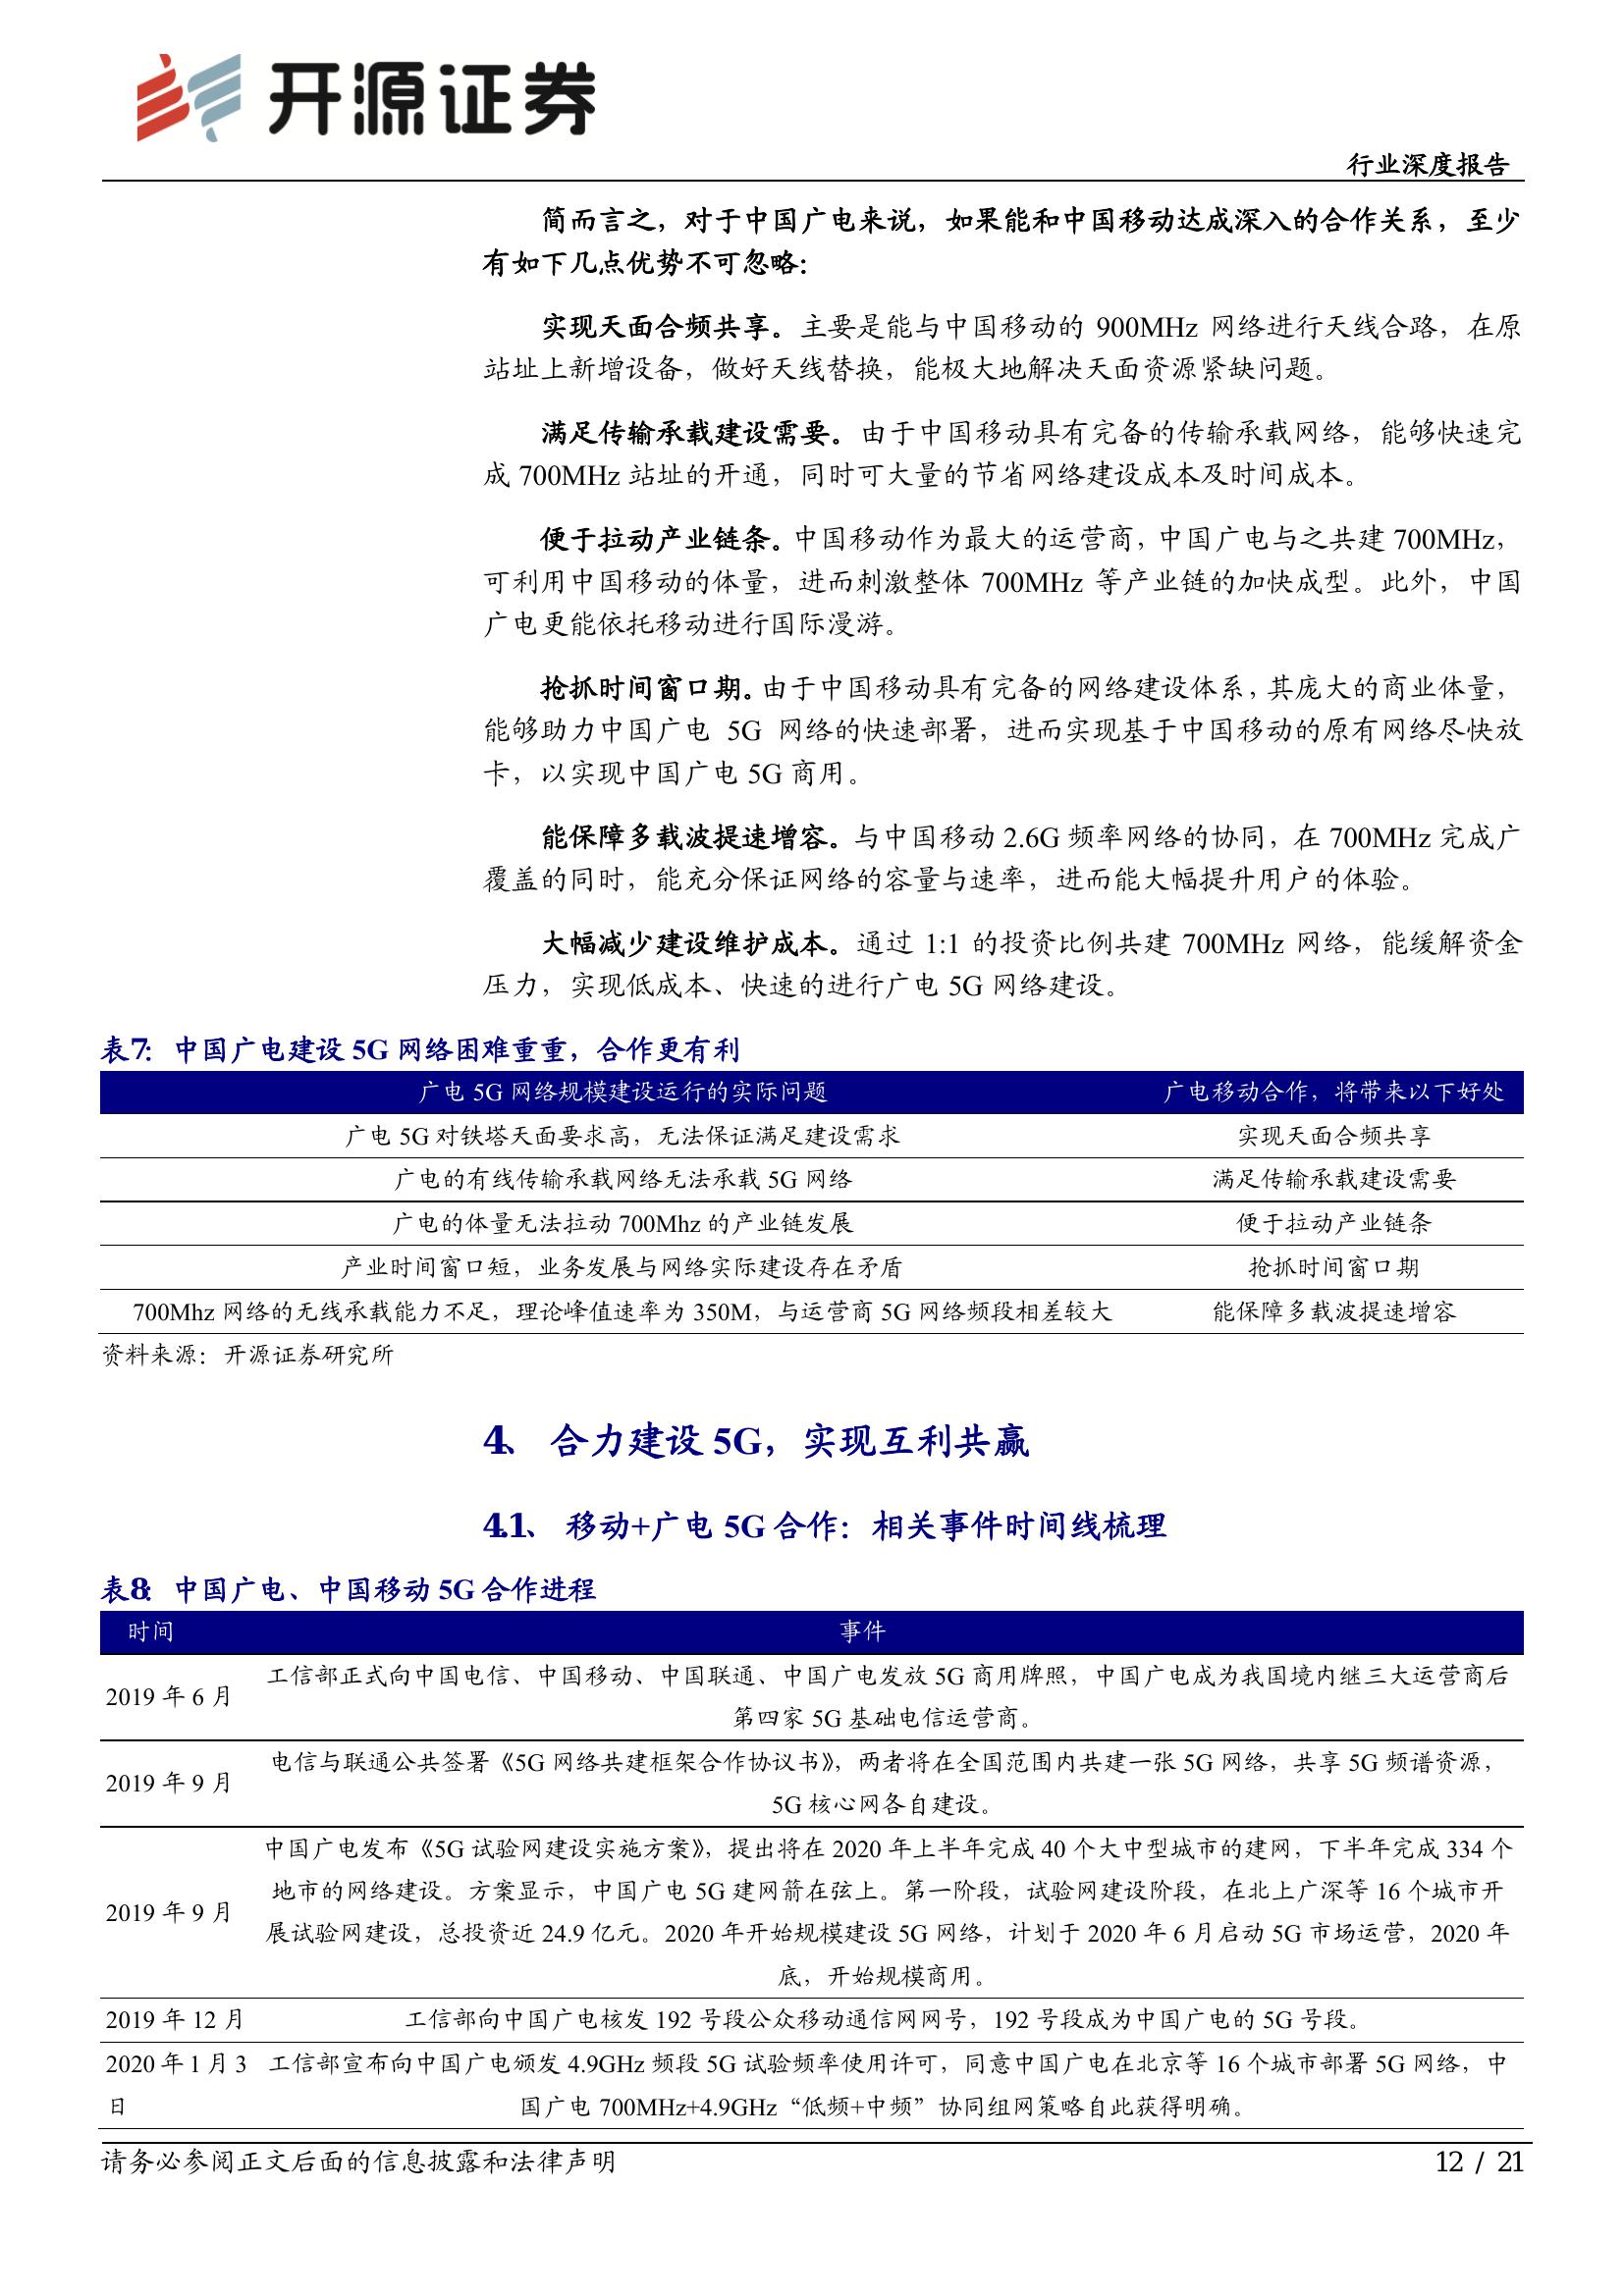 开源证券
行业深度报告
简而言之，对于中国广电来说，如果能和中国移动达成深入的合作关系，至少
有如下几点优势不可忽略：
实现天面合频共享。主要是能与中国移动的 900MHz 网络进行天线合路，在原
站址上新增设备，做好天线替换，能极大地解决天面资源紧缺问题。
满足传输承载建设需要。由于中国移动具有完备的传输承载网络，能够快速完
成 700MHz 站址的开通，同时可大量的节省网络建设成本及时间成本。
便于拉动产业链条。中国移动作为最大的运营商，中国广电与之共建 700MHz，
可利用中国移动的体量，进而刺激整体 700MHz 等产业链的加快成型。此外，中国
广电更能依托移动进行国际漫游。
抢抓时间窗口期。由于中国移动具有完备的网络建设体系，其庞大的商业体量，
能够助力中国广电 5G 网络的快速部署，进而实现基于中国移动的原有网络尽快放
卡，以实现中国广电 5G 商用。
能保障多载波提速增容。与中国移动 2.6G 频率网络的协同，在 700MHz 完成广
覆盖的同时，能充分保证网络的容量与速率，进而能大幅提升用户的体验。
大幅减少建设维护成本。通过 1:1 的投资比例共建 700MHz 网络，能缓解资金
压力，实现低成本、快速的进行广电 5G 网络建设。
表7： 中国广电建设 5G 网络困难重重，合作更有利
广电 5G 网络规模建设运行的实际问题 广电移动合作，将带来以下好处
广电 5G 对铁塔天面要求高，无法保证满足建设需求 实现天面合频共享
广电的有线传输承载网络无法承载 5G 网络 满足传输承载建设需要
广电的体量无法拉动 700Mhz 的产业链发展 便于拉动产业链条
产业时间窗口短，业务发展与网络实际建设存在矛盾 抢抓时间窗口期
700Mhz 网络的无线承载能力不足，理论峰值速率为 350M，与运营商 5G 网络频段相差较大 能保障多载波提速增容
资料来源：开源证券研究所
4、 合力建设 5G，实现互利共赢
4.1、 移动+广电 5G 合作：相关事件时间线梳理
表8： 中国广电、中国移动 5G 合作进程
时间 事件
2019 年 6 月 工信部正式向中国电信、中国移动、中国联通、中国广电发放 5G 商用牌照，中国广电成为我国境内继三大运营商后
第四家 5G 基础电信运营商。
2019 年 9 月 电信与联通公共签署《5G 网络共建框架合作协议书》，两者将在全国范围内共建一张 5G 网络，共享 5G 频谱资源，
5G 核心网各自建设。
2019 年 9 月 中国广电发布《5G 试验网建设实施方案》，提出将在 2020 年上半年完成 40 个大中型城市的建网，下半年完成 334 个
地市的网络建设。方案显示，中国广电 5G 建网箭在弦上。第一阶段，试验网建设阶段，在北上广深等 16 个城市开
展试验网建设，总投资近 24.9 亿元。2020 年开始规模建设 5G 网络，计划于 2020 年 6 月启动 5G 市场运营，2020 年
底，开始规模商用。
2019 年 12 月 工信部向中国广电核发 192 号段公众移动通信网网号，192 号段成为中国广电的 5G 号段。
2020 年 1 月 3 工信部宣布向中国广电颁发 4.9GHz 频段 5G 试验频率使用许可，同意中国广电在北京等 16 个城市部署 5G 网络，中
日 国广电 700MHz+4.9GHz“低频+中频”协同组网策略自此获得明确。
请务必参阅正文后面的信息披露和法律声明 12 / 21